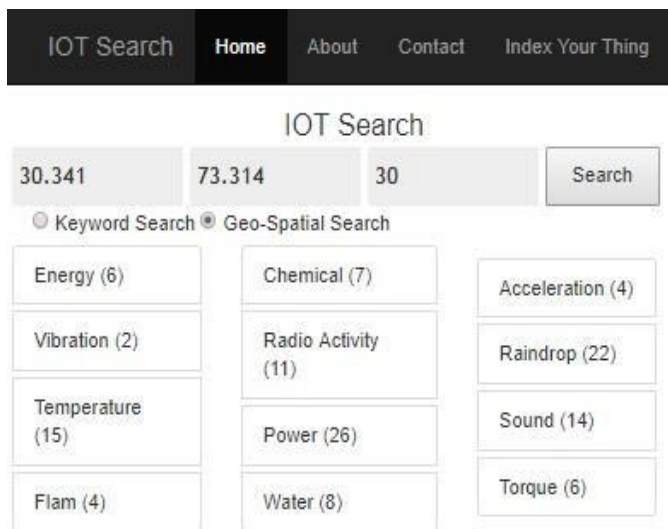 IOT Search Home About Contact Index Your Thing
IOT Search
30.341 73.314 30 Search
Keyword Search Geo-Spatial Search
Energy (6)
Vibration (2)
Temperature
(15)
Flam (4)
Chemical (7)
Radio Activity
(11)
Power (26)
Water (8)
Acceleration (4)
Raindrop (22)
Sound (14)
Torque (6)